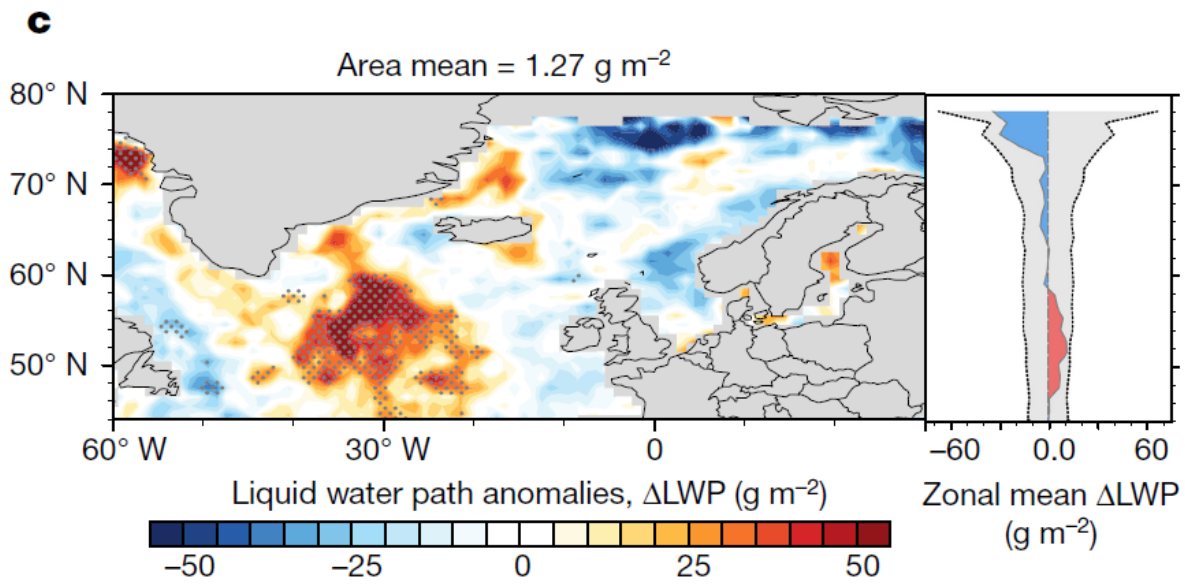 c
Area mean = 1.27 g m⁻²
80° N
70° N
60° N
50° N
60° W 30° W 0
−60 0.0 60
Liquid water path anomalies, ΔLWP (g m⁻²)
Zonal mean ΔLWP
(g m⁻²)
−50 −25 0 25 50